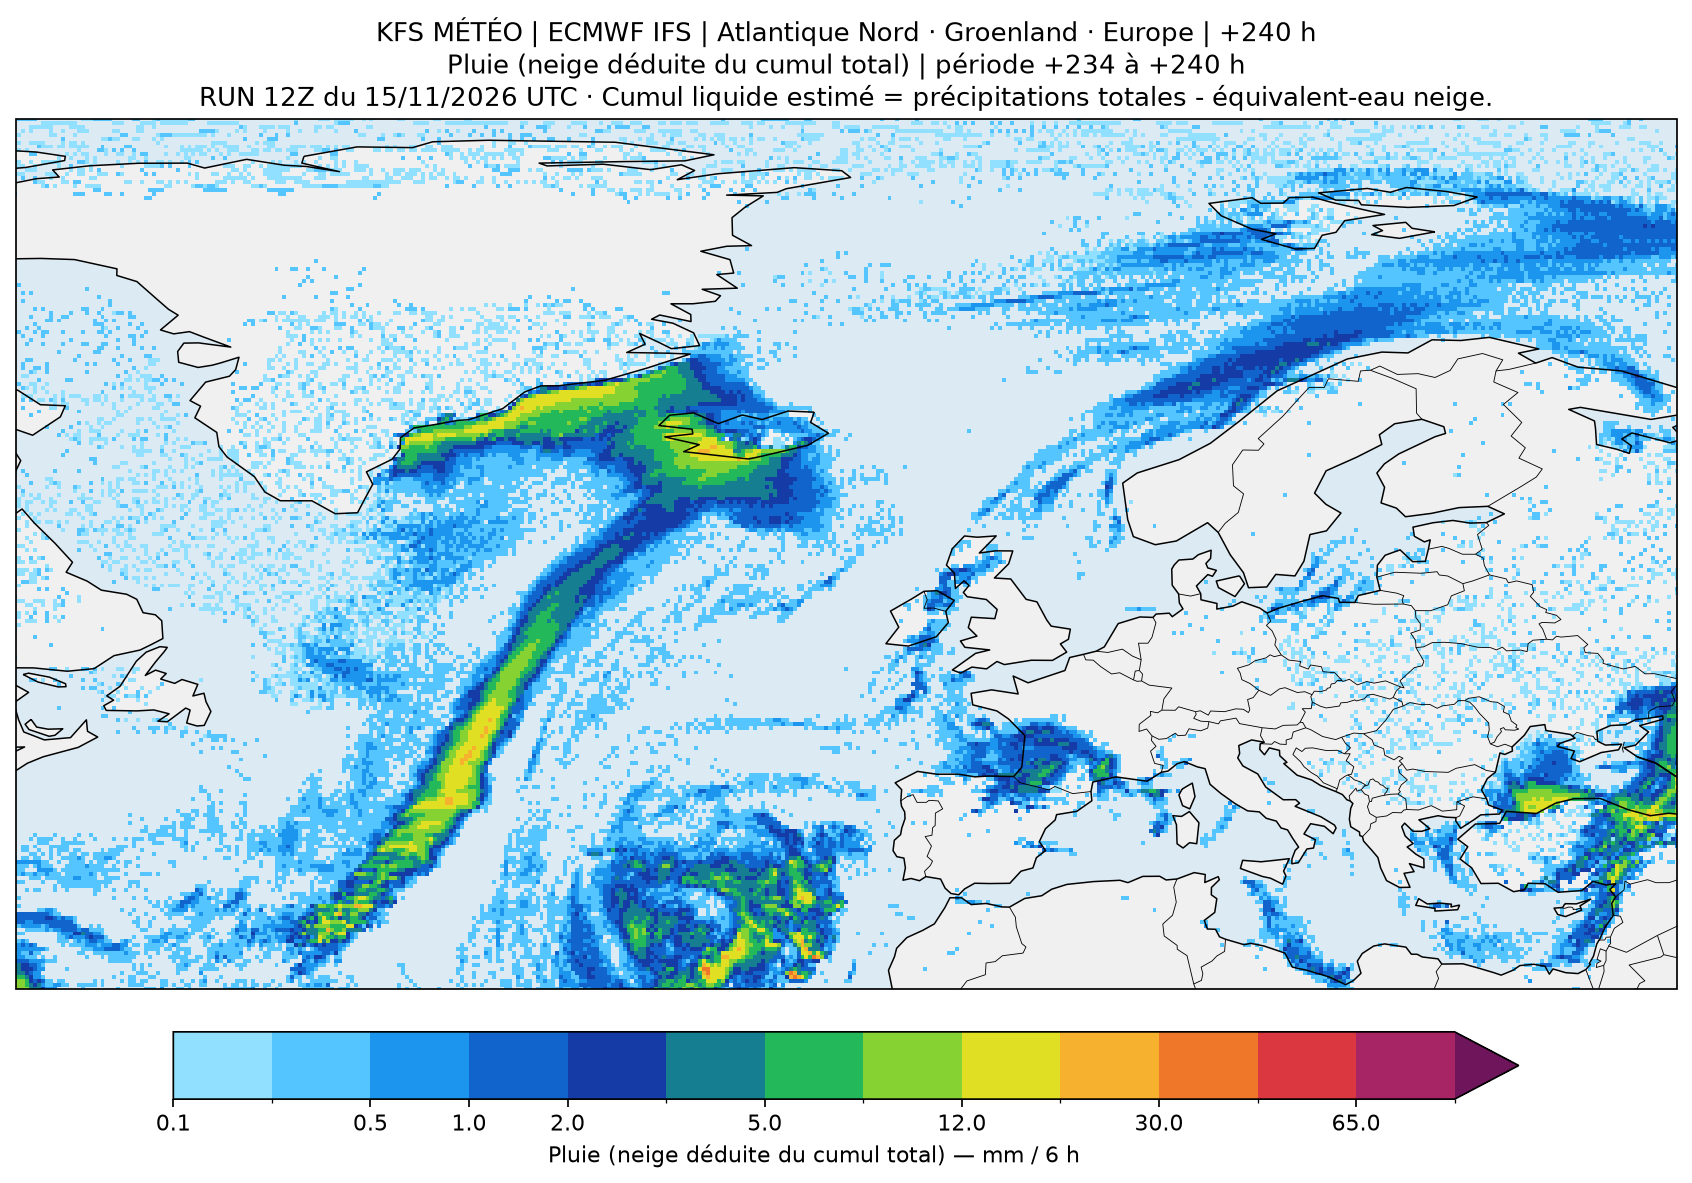 KFS MÉTÉO | ECMWF IFS | Atlantique Nord · Groenland · Europe | +240 h
Pluie (neige déduite du cumul total) | période +234 à +240 h
RUN 12Z du 15/11/2026 UTC · Cumul liquide estimé = précipitations totales - équivalent-eau neige.
0.1 0.5 1.0 2.0 5.0 12.0 30.0 65.0
Pluie (neige déduite du cumul total) — mm / 6 h